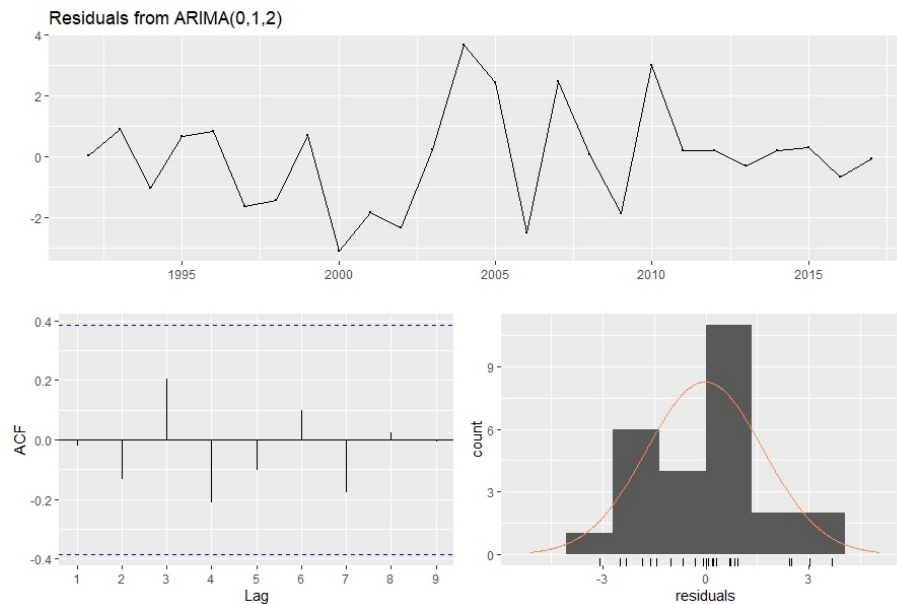 Residuals from ARIMA(0,1,2)
4
2
0
-2
1995 2000 2005 2010 2015
0.4
0.2
0.0
-0.2
-0.4
ACF
1 2 3 4 5 6 7 8 9
Lag
9
6
3
0
count
-3 0 3
residuals